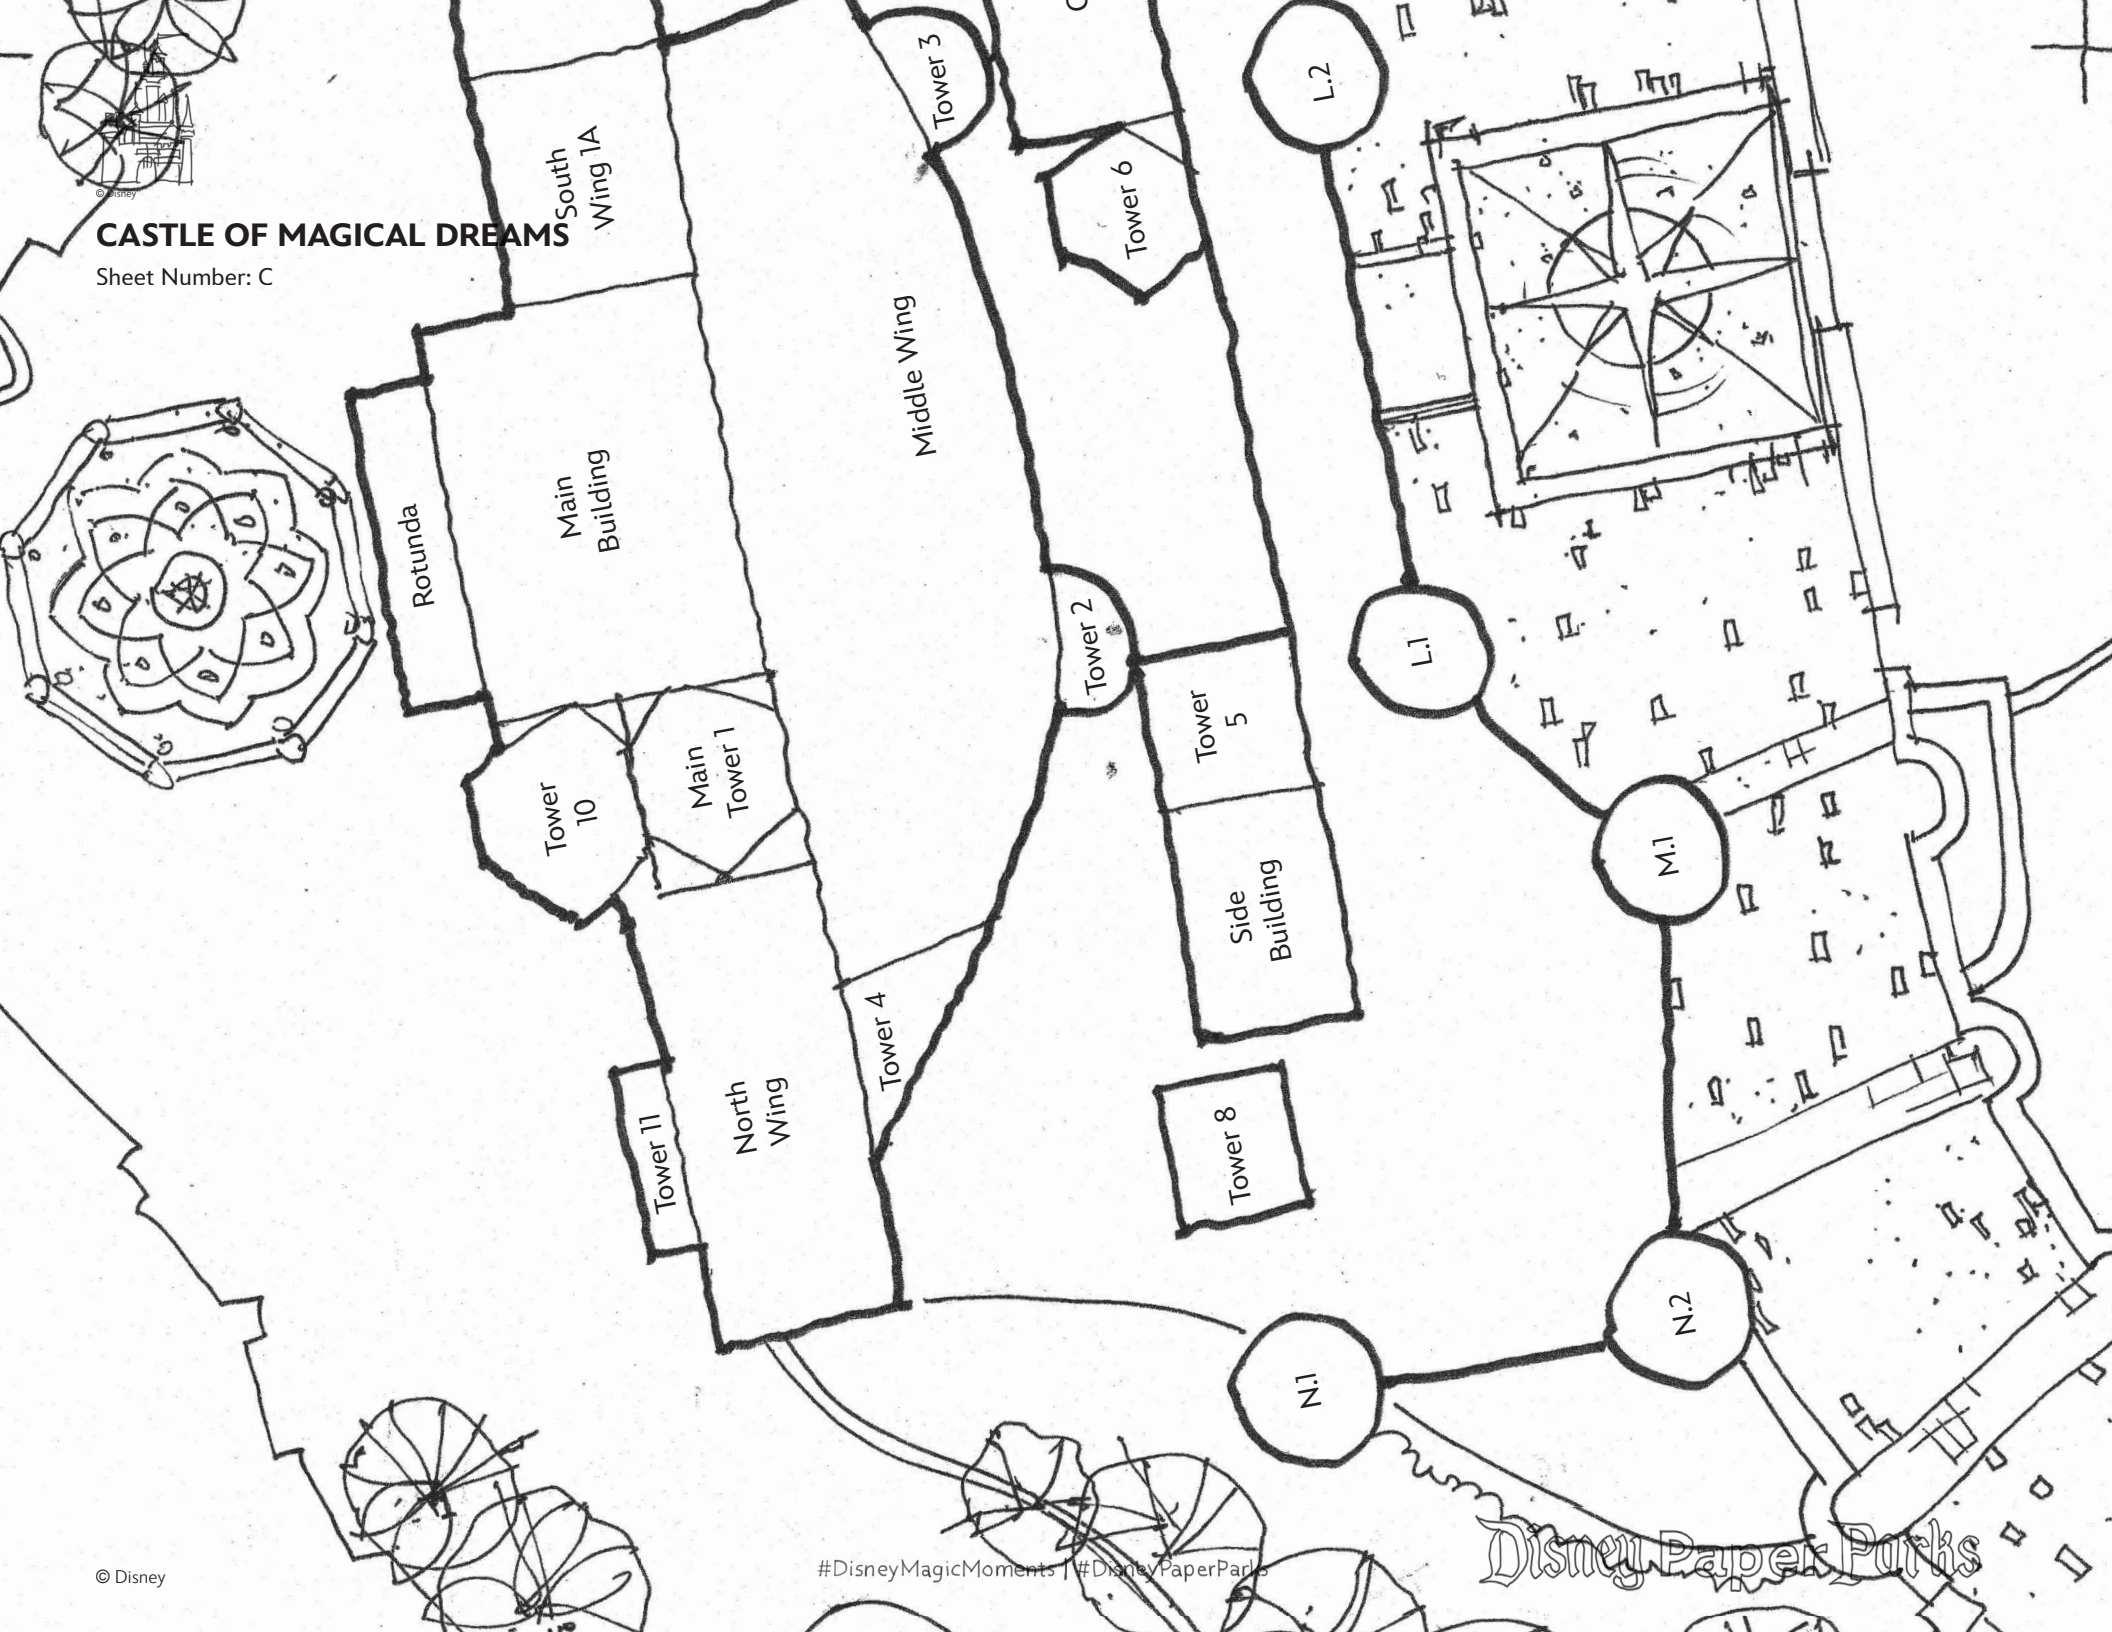 © Disney
CASTLE OF MAGICAL DREAMS
Sheet Number: C
South
Wing 1A
Tower 3
C
L.2
Tower 6
Middle Wing
Rotunda
Main
Building
Tower 2
L.1
Tower
5
Main
Tower 1
Tower
10
M.1
Side
Building
Tower 4
North
Wing
Tower 11
Tower 8
N.2
N.1
© Disney
#DisneyMagicMoments | #DisneyPaperParks
Disney Paper Parks